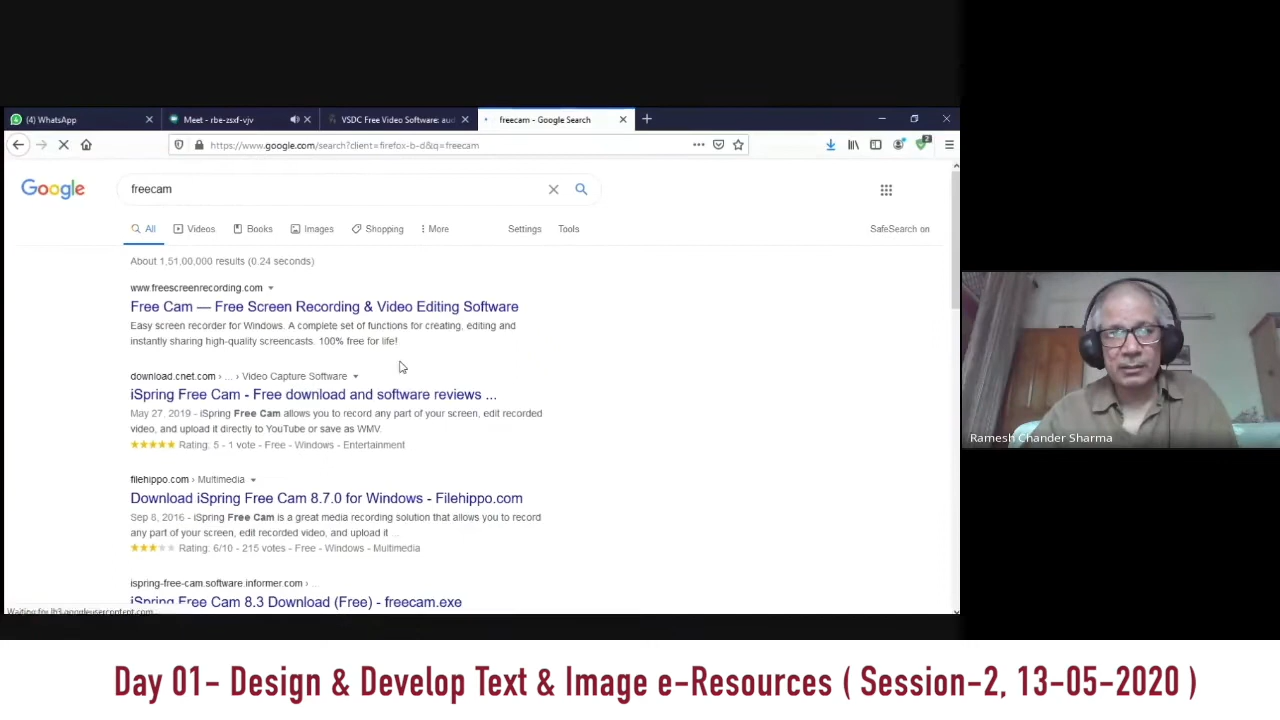 (4) WhatsApp
Meet - rbe-zsxf-vjv
VSDC Free Video Software: aud
freecam - Google Search
https://www.google.com/search?client=firefox-b-d&q=freecam
2
Google
freecam
All
Videos
Books
Images
Shopping
More
Settings
Tools
SafeSearch on
About 1,51,00,000 results (0.24 seconds)
www.freescreenrecording.com
Free Cam — Free Screen Recording & Video Editing Software
Easy screen recorder for Windows. A complete set of functions for creating, editing and
instantly sharing high-quality screencasts. 100% free for life!
download.cnet.com › ... › Video Capture Software
iSpring Free Cam - Free download and software reviews ...
May 27, 2019 - iSpring Free Cam allows you to record any part of your screen, edit recorded
video, and upload it directly to YouTube or save as WMV.
Rating: 5 - 1 vote - Free - Windows - Entertainment
filehippo.com › Multimedia
Download iSpring Free Cam 8.7.0 for Windows - Filehippo.com
Sep 8, 2016 - iSpring Free Cam is a great media recording solution that allows you to record
any part of your screen, edit recorded video, and upload it ...
Rating: 6/10 - 215 votes - Free - Windows - Multimedia
ispring-free-cam.software.informer.com › ...
iSpring Free Cam 8.3 Download (Free) - freecam.exe
Waiting for lh3.googleusercontent.com...
Ramesh Chander Sharma
Day 01- Design & Develop Text & Image e-Resources ( Session-2, 13-05-2020 )